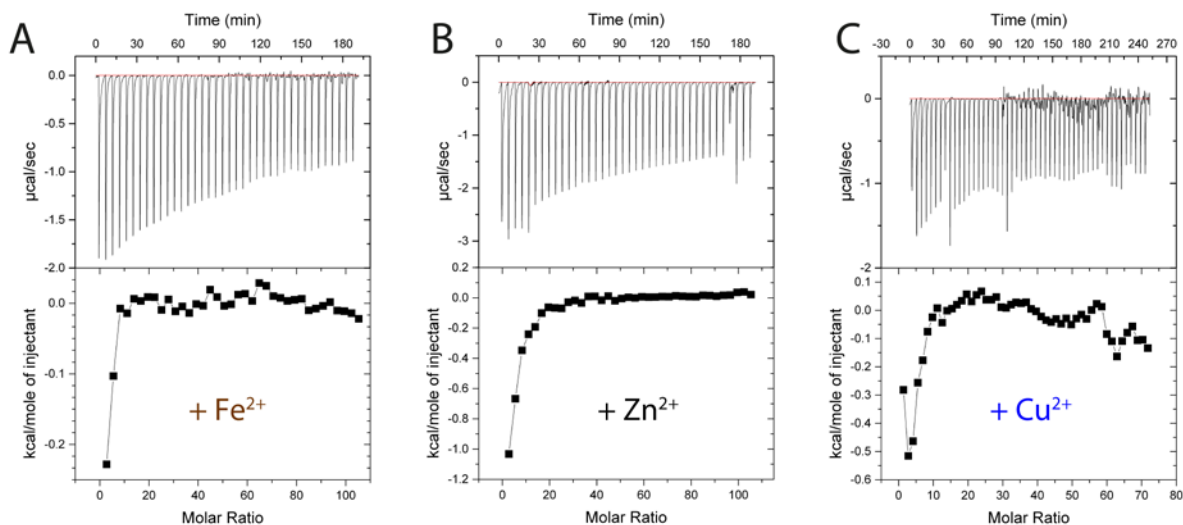 A
Time (min)
0 30 60 90 120 150 180
0.0
-0.5
-1.0
-1.5
-2.0
µcal/sec
0.0
-0.1
-0.2
kcal/mole of injectant
+ Fe2+
0 20 40 60 80 100
Molar Ratio
B
Time (min)
0 30 60 90 120 150 180
0
-1
-2
-3
µcal/sec
0.2
0.0
-0.2
-0.4
-0.6
-0.8
-1.0
-1.2
kcal/mole of injectant
+ Zn2+
0 20 40 60 80 100
Molar Ratio
C
Time (min)
-30 0 30 60 90 120 150 180 210 240 270
0
-1
-2
µcal/sec
0.1
0.0
-0.1
-0.2
-0.3
-0.4
-0.5
-0.6
kcal/mole of injectant
+ Cu2+
0 10 20 30 40 50 60 70 80
Molar Ratio